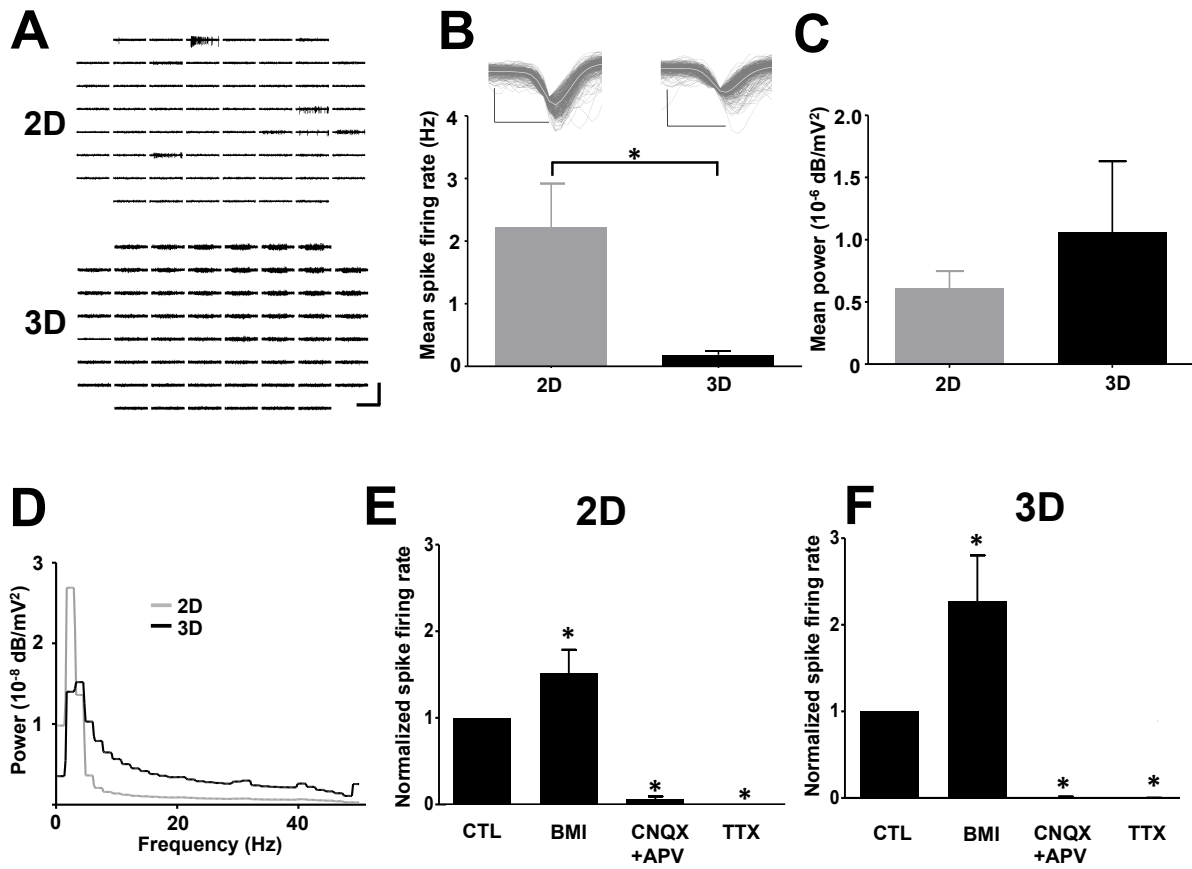 A
2D
3D
B
Mean spike firing rate (Hz)
4
3
2
1
0
*
2D
3D
C
Mean power (10-6 dB/mV2)
2.0
1.5
1.0
0.5
0
2D
3D
D
Power (10-8 dB/mV2)
3
2
1
0
20
40
Frequency (Hz)
2D
3D
E
2D
Normalized spike firing rate
3
2
1
0
*
*
*
CTL
BMI
CNQX
+APV
TTX
F
3D
Normalized spike firing rate
3
2
1
0
*
*
*
CTL
BMI
CNQX
+APV
TTX